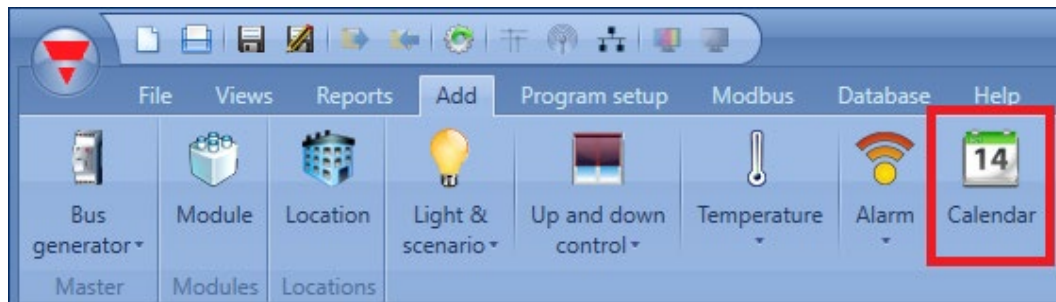 File Views Reports Add Program setup Modbus Database Help
14
Bus Module Location Light & Up and down Temperature Alarm Calendar
generator scenario control
Master Modules Locations